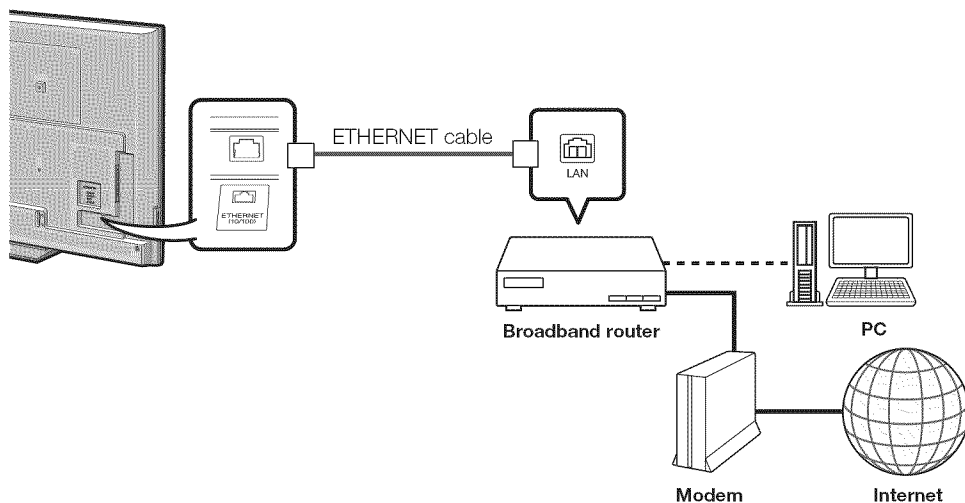 ETHERNET cable
ETHERNET
(10/100)
LAN
Broadband router
PC
Modem
Internet